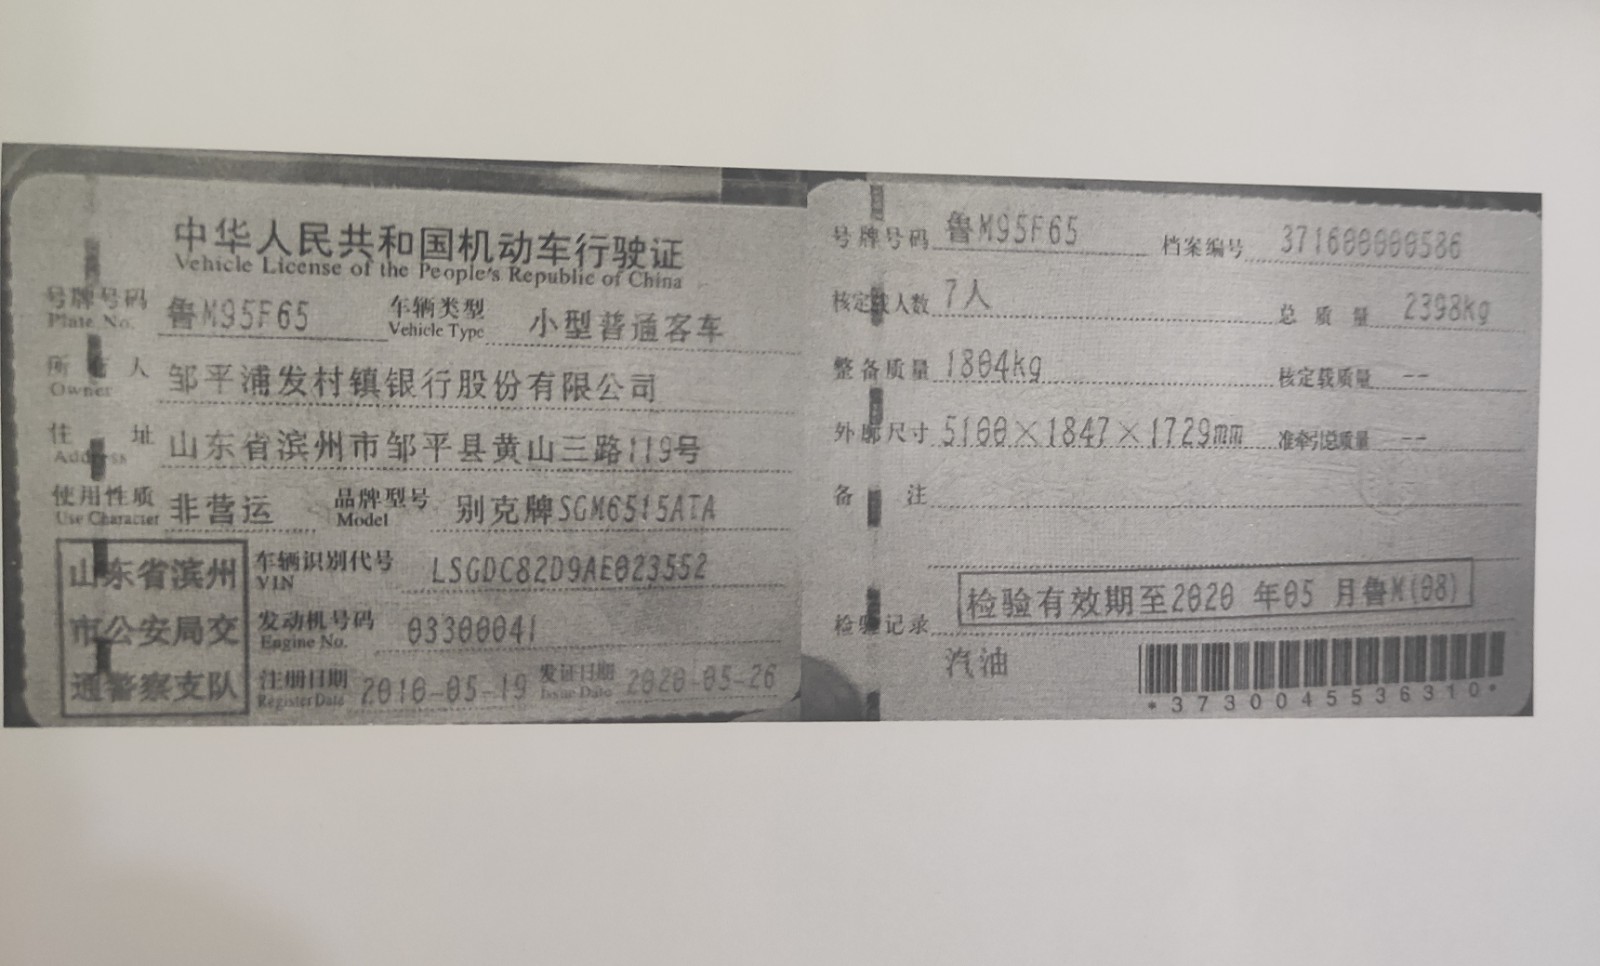 中华人民共和国机动车行驶证
Vehicle License of the People's Republic of China
号牌号码 鲁M95F65 车辆类型 小型普通客车
Plate No. Vehicle Type
所有人 邹平浦发村镇银行股份有限公司
Owner
住址 山东省滨州市邹平县黄山三路119号
Address
使用性质 非营运 品牌型号 别克牌SGM6515ATA
Use Character Model
山东省滨州
市公安局交
通警察支队
车辆识别代号 LSGDC82D9AE023552
VIN
发动机号码 03300041
Engine No.
注册日期 2010-05-19 发证日期 2020-05-26
Register Date Issue Date
号牌号码 鲁M95F65 档案编号 371600000586
核定载人数 7人 总质量 2398kg
整备质量 1804kg 核定载质量 --
外廓尺寸 5100×1847×1729mm 准牵引总质量 --
备注
检验有效期至2020年05月鲁M(08)
检验记录
汽油
*3730045536310*